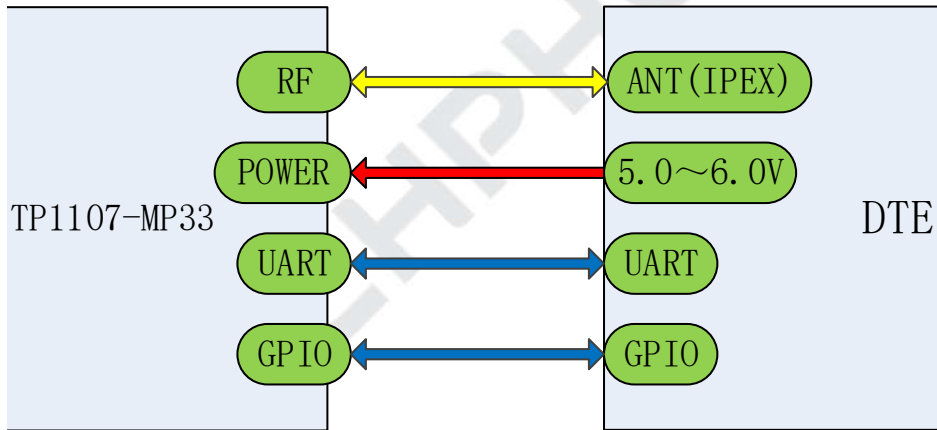 RF
ANT(IPEX)
POWER
5.0～6.0V
TP1107-MP33
DTE
UART
UART
GPIO
GPIO